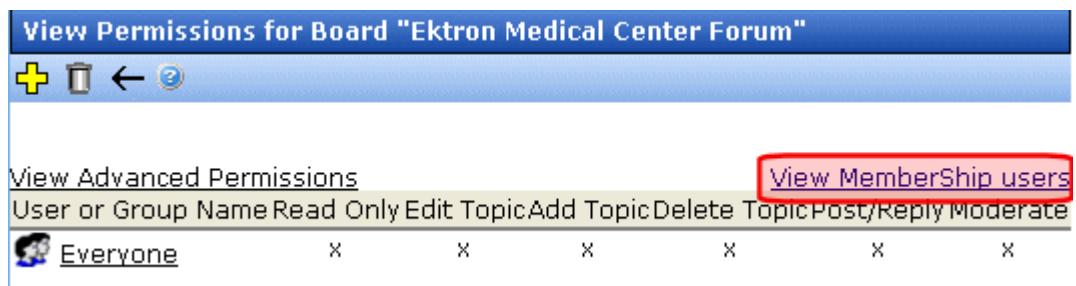 View Permissions for Board "Ektron Medical Center Forum"
View Advanced Permissions View MemberShip users
User or Group Name Read Only Edit Topic Add Topic Delete Topic Post/Reply Moderate
Everyone x x x x x x